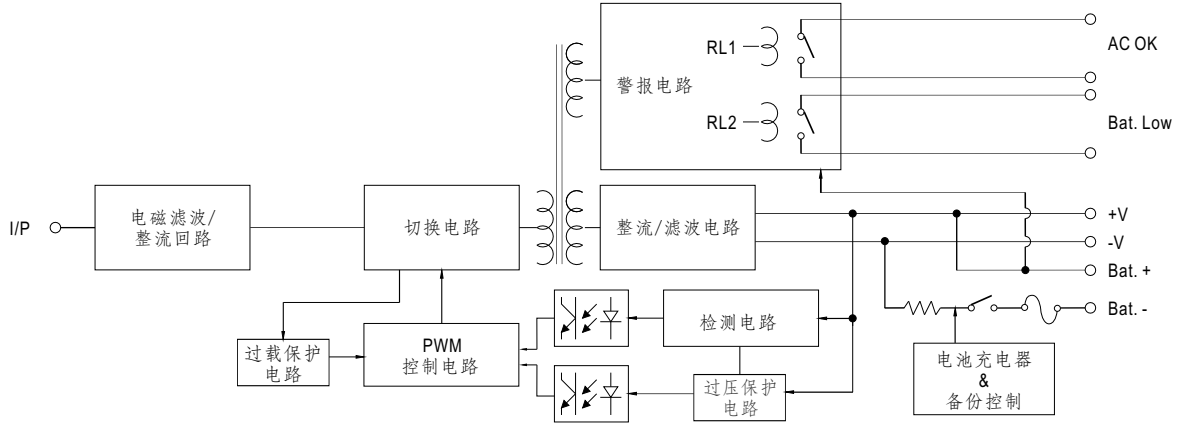 RL1
AC OK
警报电路
RL2
Bat. Low
I/P
电磁滤波/
整流回路
切换电路
整流/滤波电路
+V
-V
Bat. +
Bat. -
检测电路
PWM
控制电路
过载保护
电路
过压保护
电路
电池充电器
&
备份控制